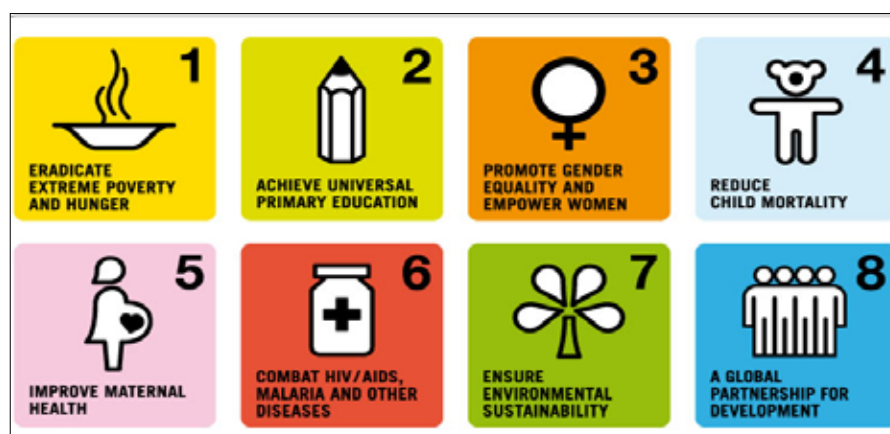 1
ERADICATE
EXTREME POVERTY
AND HUNGER
2
ACHIEVE UNIVERSAL
PRIMARY EDUCATION
3
PROMOTE GENDER
EQUALITY AND
EMPOWER WOMEN
4
REDUCE
CHILD MORTALITY
5
IMPROVE MATERNAL
HEALTH
6
COMBAT HIV/AIDS,
MALARIA AND OTHER
DISEASES
7
ENSURE
ENVIRONMENTAL
SUSTAINABILITY
8
A GLOBAL
PARTNERSHIP FOR
DEVELOPMENT